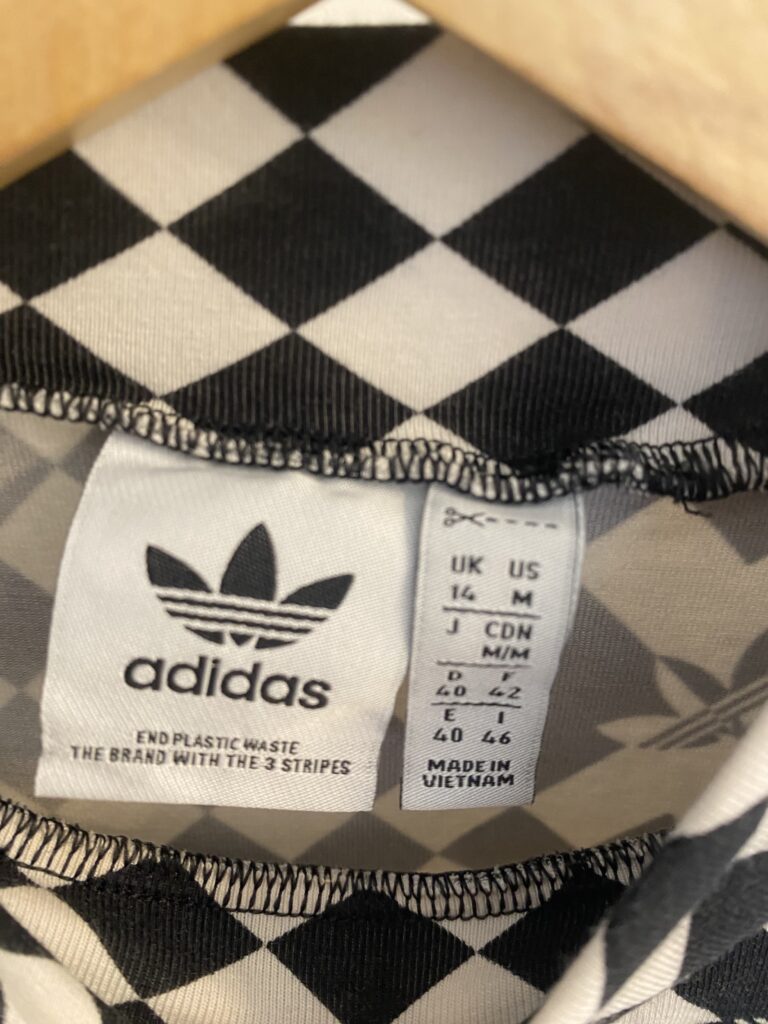 adidas
END PLASTIC WASTE
THE BRAND WITH THE 3 STRIPES
UK US
14 M
J CDN
M/M
D F
40 42
E I
40 46
MADE IN
VIETNAM